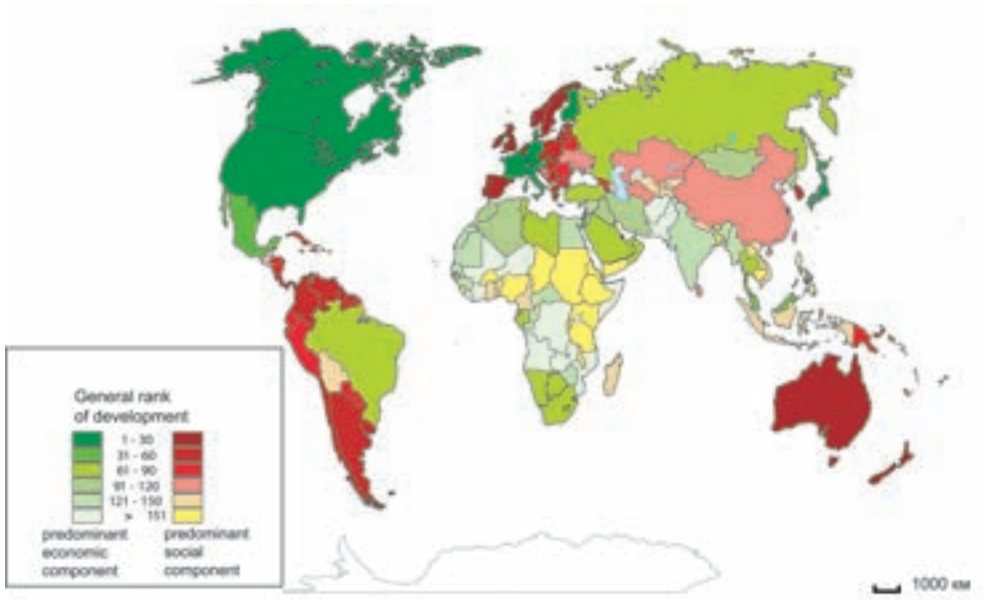 General rank
of development
1 - 30
31 - 60
61 - 90
91 - 120
121 - 150
> 151
predominant economic component
predominant social component
1000 км